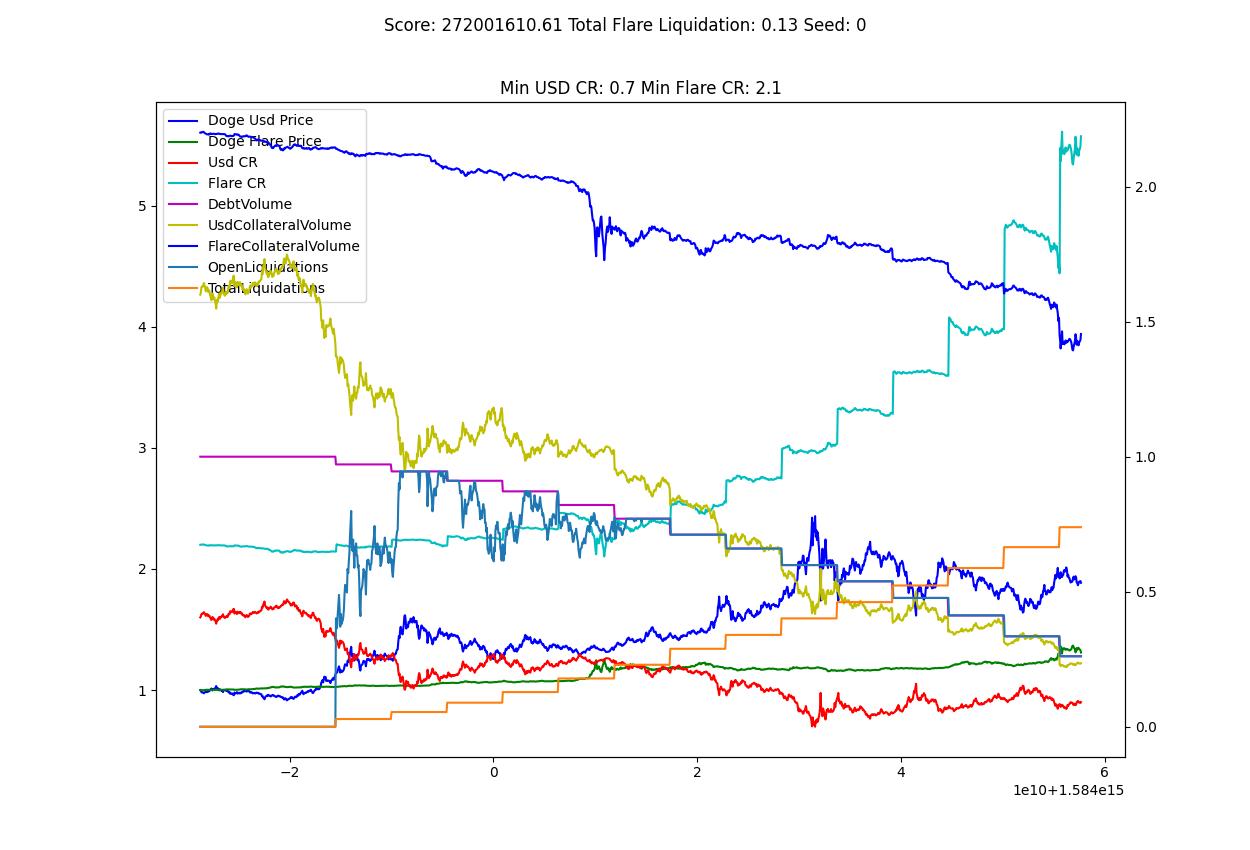 Score: 272001610.61 Total Flare Liquidation: 0.13 Seed: 0
Min USD CR: 0.7 Min Flare CR: 2.1
Doge Usd Price
Doge Flare Price
Usd CR
Flare CR
DebtVolume
UsdCollateralVolume
FlareCollateralVolume
OpenLiquidations
TotalLiquidations
5
4
3
2
1
2.0
1.5
1.0
0.5
0.0
−2 0 2 4 6
1e10+1.584e15